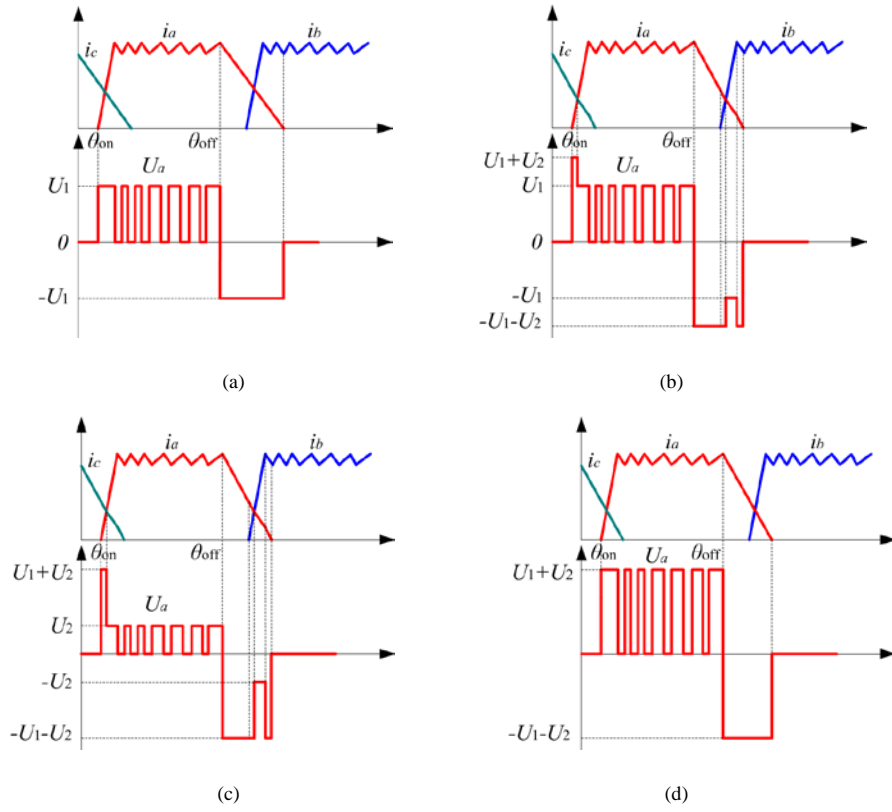 ic ia ib
θon θoff
Ua
U1
0
-U1
(a)
ic ia ib
θon θoff
U1+U2 Ua
U1
0
-U1
-U1-U2
(b)
ic ia ib
θon θoff
U1+U2
Ua
U2
-U2
-U1-U2
(c)
ic ia ib
θon θoff
U1+U2 Ua
-U1-U2
(d)